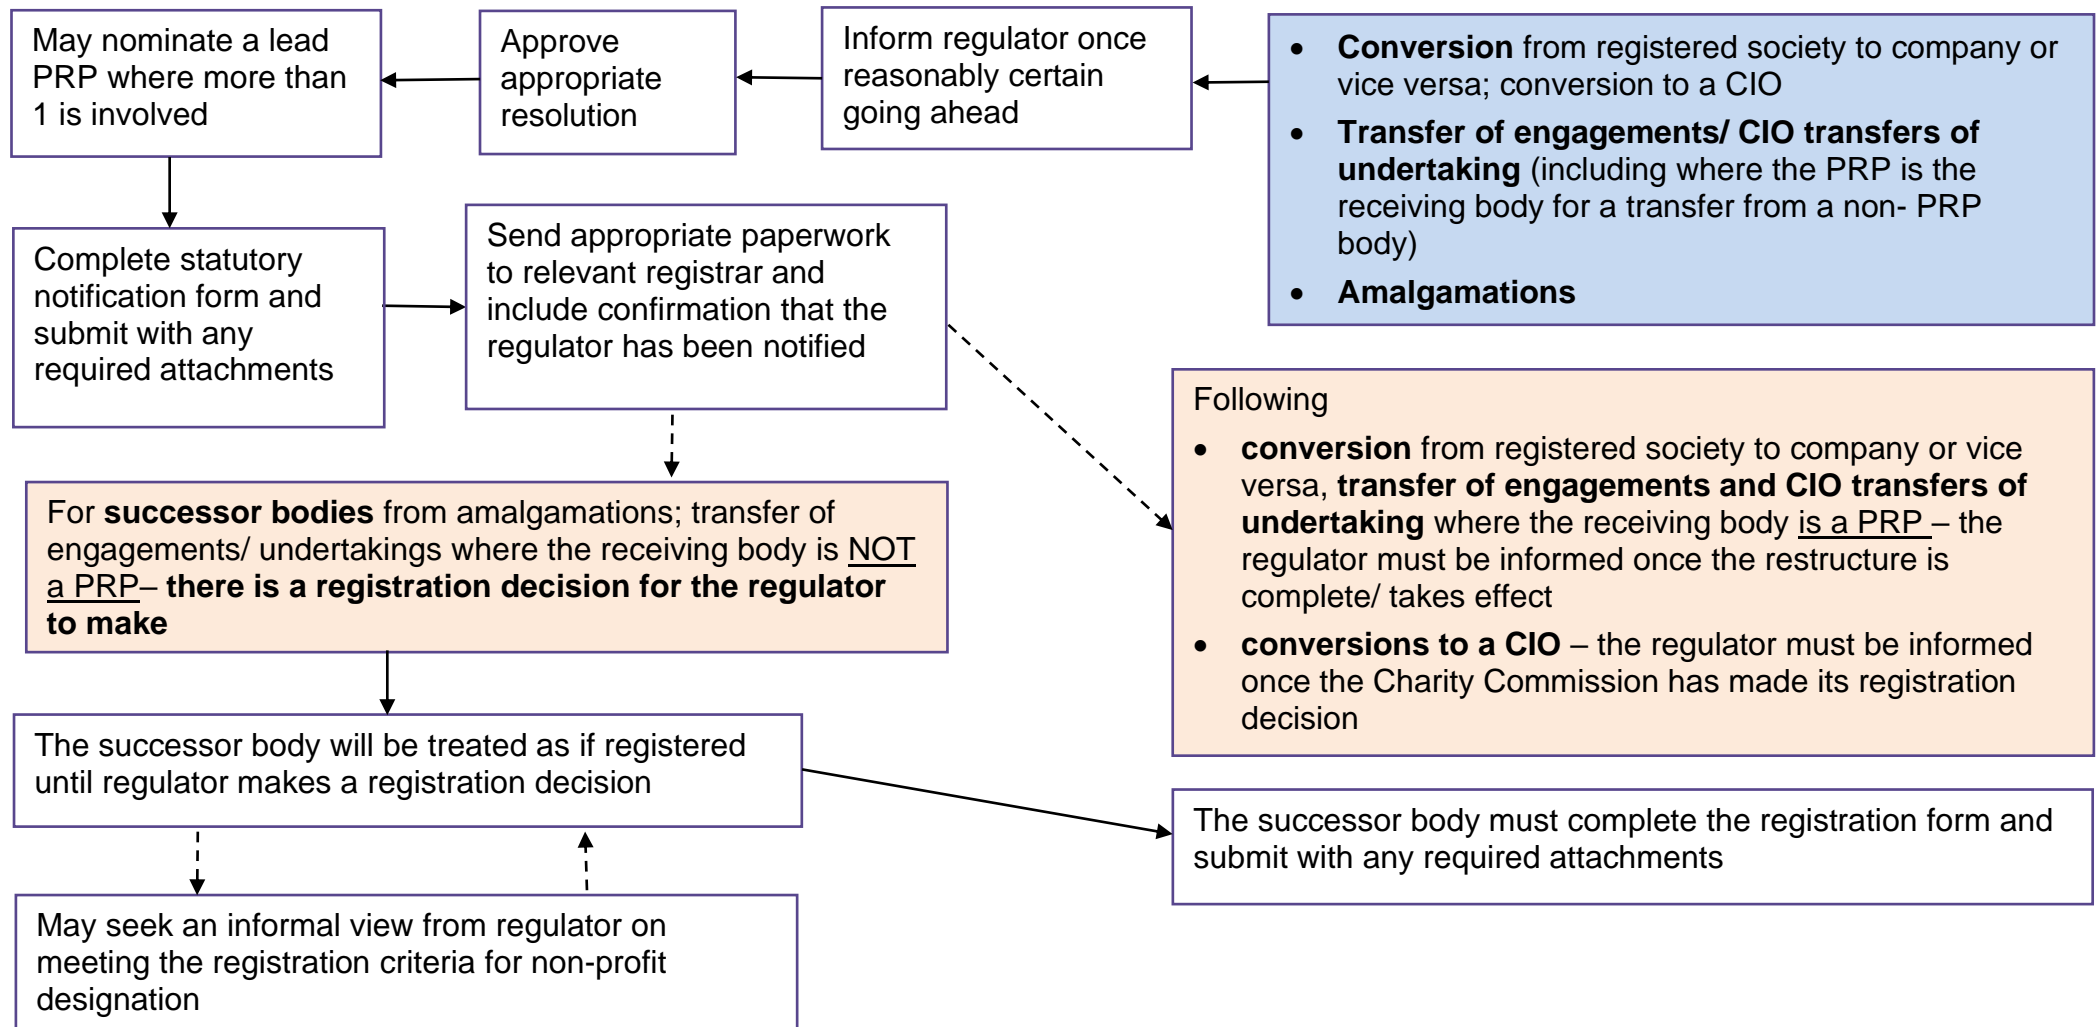 May nominate a lead
PRP where more than
1 is involved
Approve
appropriate
resolution
Inform regulator once
reasonably certain
going ahead
• Conversion from registered society to company or
vice versa; conversion to a CIO
• Transfer of engagements/ CIO transfers of
undertaking (including where the PRP is the
receiving body for a transfer from a non- PRP
body)
• Amalgamations
Complete statutory
notification form and
submit with any
required attachments
Send appropriate paperwork
to relevant registrar and
include confirmation that the
regulator has been notified
Following
• conversion from registered society to company or vice
versa, transfer of engagements and CIO transfers of
undertaking where the receiving body is a PRP – the
regulator must be informed once the restructure is
complete/ takes effect
• conversions to a CIO – the regulator must be informed
once the Charity Commission has made its registration
decision
For successor bodies from amalgamations; transfer of
engagements/ undertakings where the receiving body is NOT
a PRP– there is a registration decision for the regulator
to make
The successor body will be treated as if registered
until regulator makes a registration decision
The successor body must complete the registration form and
submit with any required attachments
May seek an informal view from regulator on
meeting the registration criteria for non-profit
designation